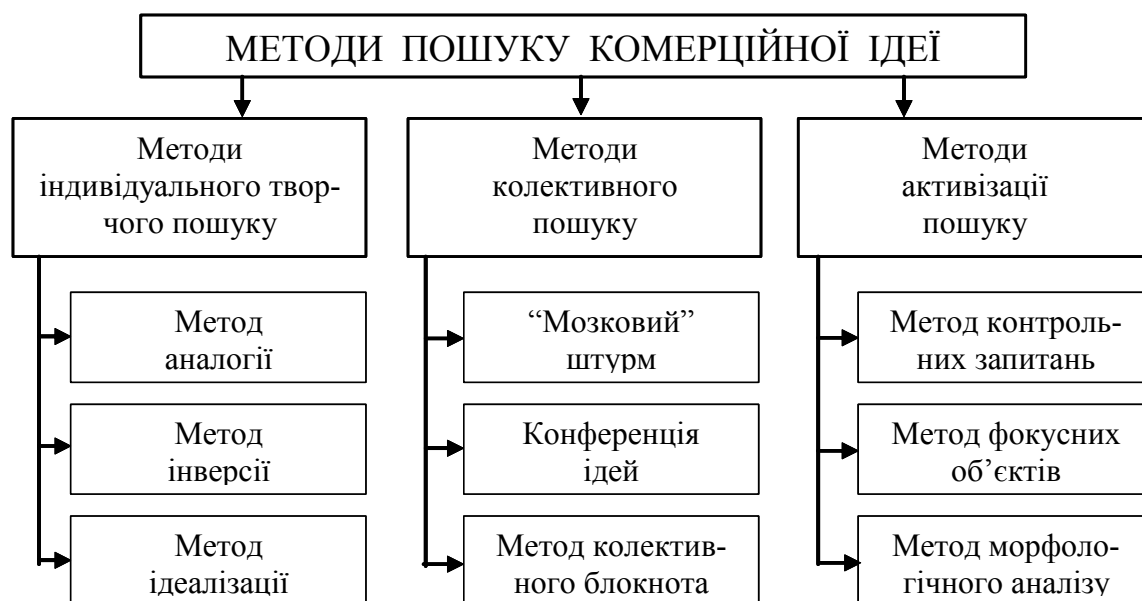 МЕТОДИ ПОШУКУ КОМЕРЦІЙНОЇ ІДЕЇ
Методи
індивідуального твор-
чого пошуку
Методи
колективного
пошуку
Методи
активізації
пошуку
Метод
аналогії
Метод
інверсії
Метод
ідеалізації
“Мозковий”
штурм
Конференція
ідей
Метод колектив-
ного блокнота
Метод контроль-
них запитань
Метод фокусних
об’єктів
Метод морфоло-
гічного аналізу